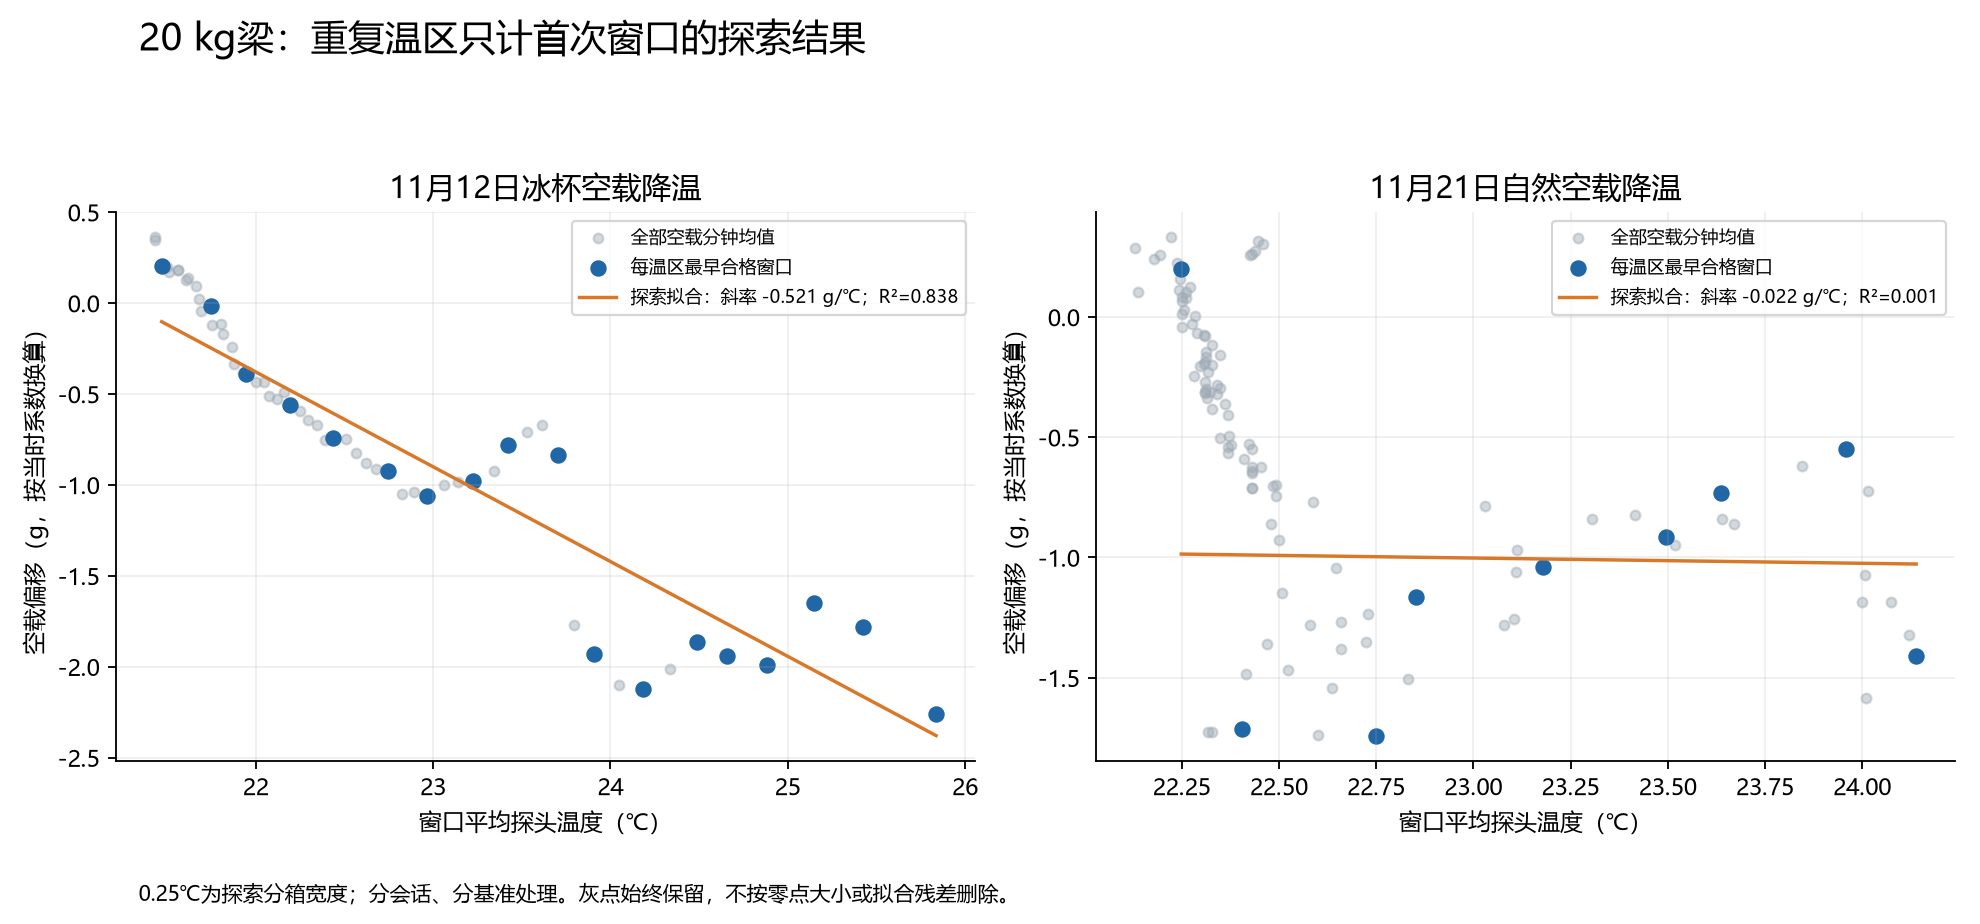 20 kg梁：重复温区只计首次窗口的探索结果
11月12日冰杯空载降温
0.5
0.0
-0.5
-1.0
-1.5
-2.0
-2.5
空载偏移（g，按当时系数换算）
全部空载分钟均值
每温区最早合格窗口
探索拟合：斜率 -0.521 g/℃；R²=0.838
22
23
24
25
26
窗口平均探头温度（℃）
11月21日自然空载降温
0.0
-0.5
-1.0
-1.5
空载偏移（g，按当时系数换算）
全部空载分钟均值
每温区最早合格窗口
探索拟合：斜率 -0.022 g/℃；R²=0.001
22.25
22.50
22.75
23.00
23.25
23.50
23.75
24.00
窗口平均探头温度（℃）
0.25℃为探索分箱宽度；分会话、分基准处理。灰点始终保留，不按零点大小或拟合残差删除。